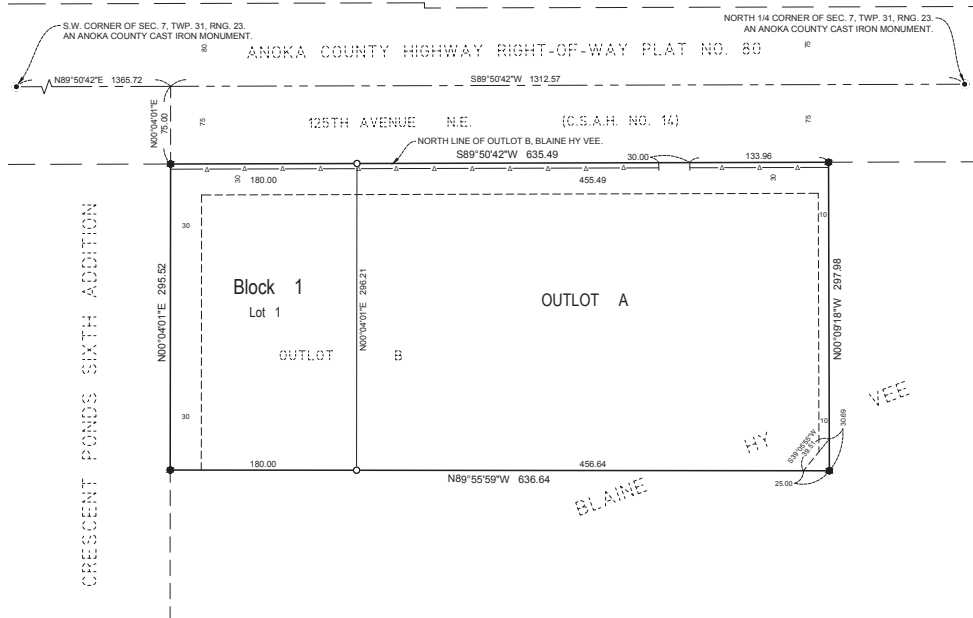 S.W. CORNER OF SEC. 7, TWP. 31, RNG. 23.
AN ANOKA COUNTY CAST IRON MONUMENT.
NORTH 1/4 CORNER OF SEC. 7, TWP. 31, RNG. 23.
AN ANOKA COUNTY CAST IRON MONUMENT.
80
ANOKA COUNTY HIGHWAY RIGHT-OF-WAY PLAT NO. 80
75
N89°50'42"E 1365.72
S89°50'42"W 1312.57
N00°04'01"E
75.00
75
125TH AVENUE N.E. (C.S.A.H. NO. 14)
75
NORTH LINE OF OUTLOT B, BLAINE HY VEE.
S89°50'42"W 635.49
30.00
133.96
30
180.00
455.49
30
30
10
CRESCENT PONDS SIXTH ADDITION
N00°04'01"E 295.52
Block 1
Lot 1
N00°04'01"E 296.21
OUTLOT A
N00°09'18"W 297.98
OUTLOT B
30
10
30.69
S39°05'55"W
39.51
25.00
HY VEE
180.00
456.64
N89°55'59"W 636.64
BLAINE